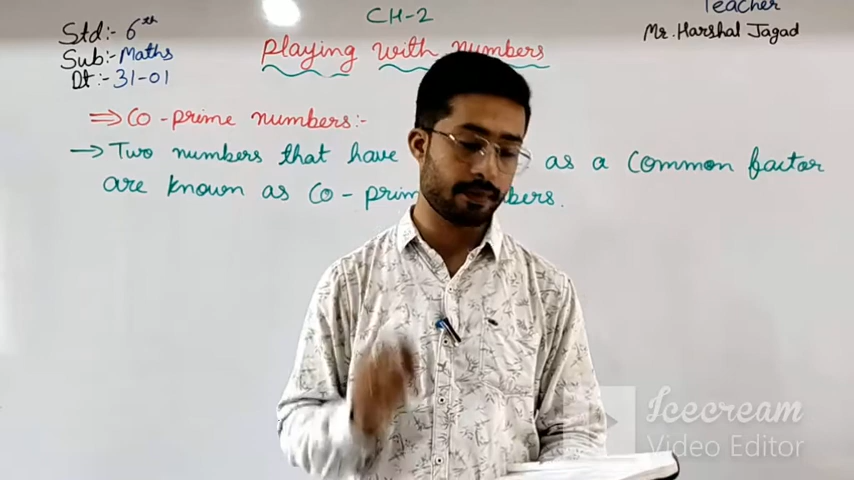 CH-2
Teacher
Std:- 6th
Mr. Harshal Jagad
Sub:- Maths
Playing with numbers
Dt:- 31-01
⇒ Co-prime numbers:-
→ Two numbers that have as a Common factor
are known as Co-prim bers.
Icecream
Video Editor